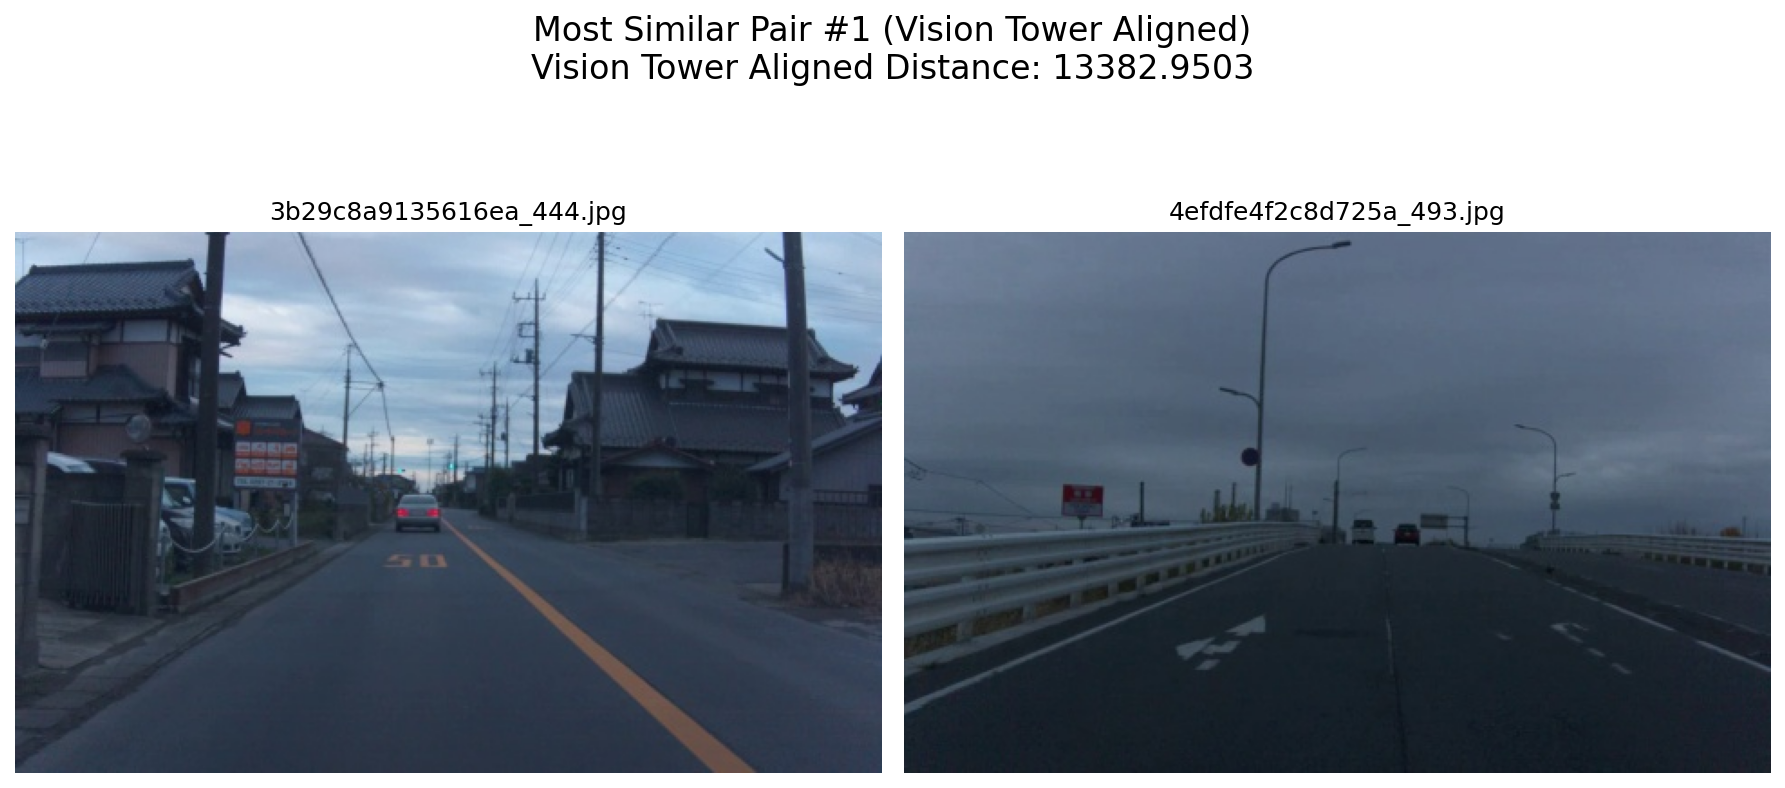 Most Similar Pair #1 (Vision Tower Aligned)
Vision Tower Aligned Distance: 13382.9503
3b29c8a9135616ea_444.jpg
4efdfe4f2c8d725a_493.jpg
50